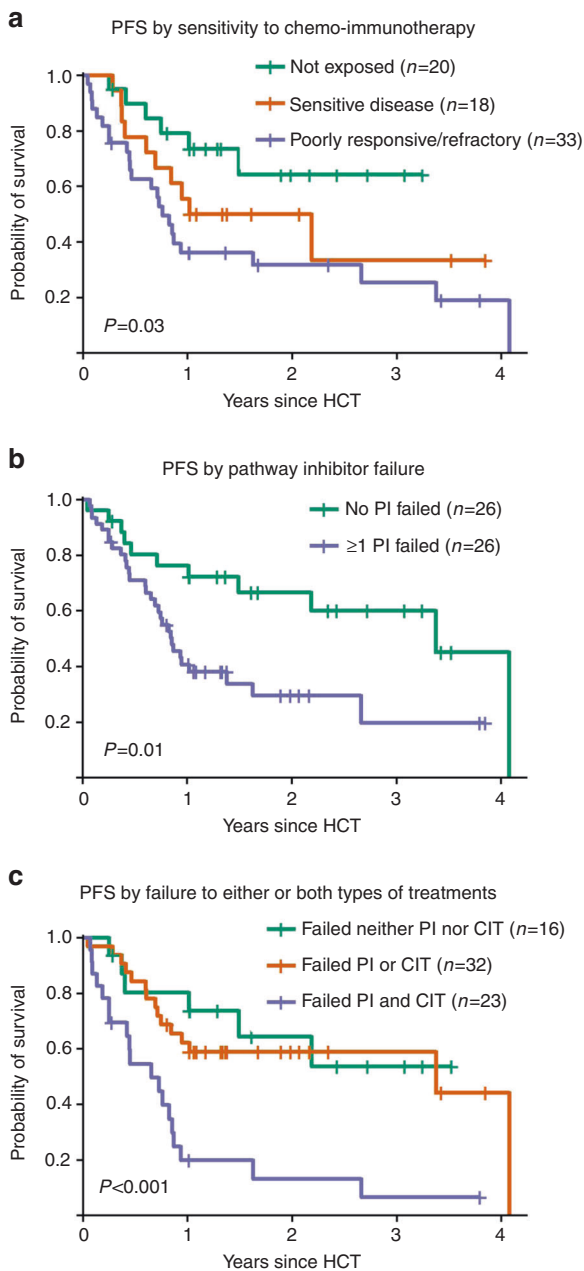 a
PFS by sensitivity to chemo-immunotherapy
Not exposed (n=20)
Sensitive disease (n=18)
Poorly responsive/refractory (n=33)
Probability of survival
1.0
0.8
0.6
0.4
0.2
P=0.03
0 1 2 3 4
Years since HCT
b
PFS by pathway inhibitor failure
No PI failed (n=26)
≥1 PI failed (n=26)
Probability of survival
1.0
0.8
0.6
0.4
0.2
P=0.01
0 1 2 3 4
Years since HCT
c
PFS by failure to either or both types of treatments
Failed neither PI nor CIT (n=16)
Failed PI or CIT (n=32)
Failed PI and CIT (n=23)
Probability of survival
1.0
0.8
0.6
0.4
0.2
P<0.001
0 1 2 3 4
Years since HCT